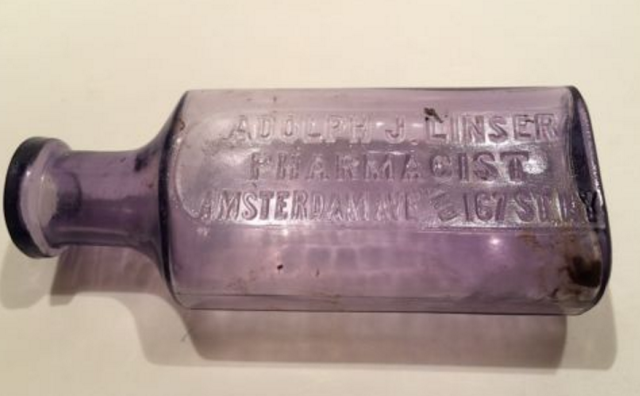 ADOLPH J. LINSER
PHARMACIST
AMSTERDAM AVE & 167 ST. N.Y.